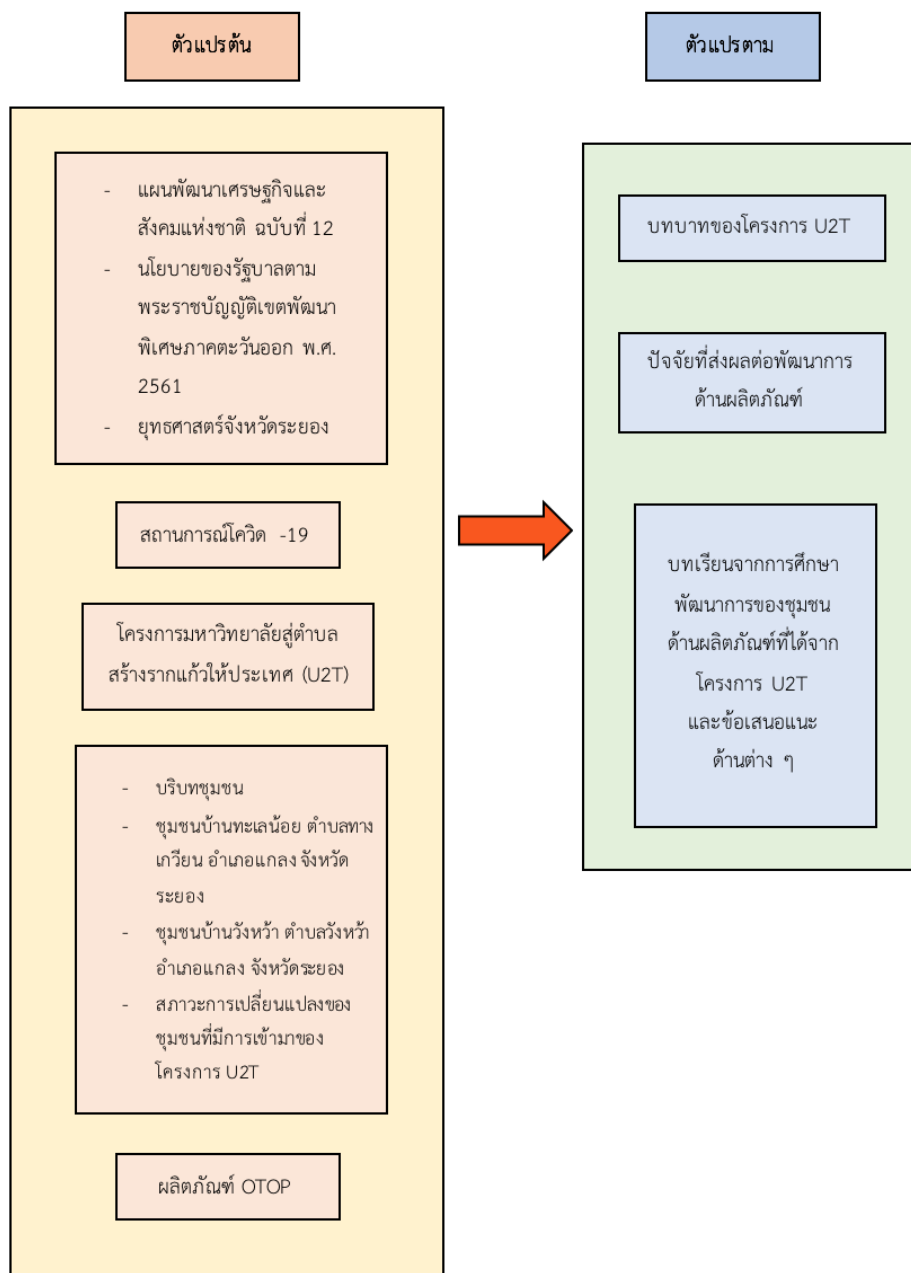 ตัวแปรต้น
ตัวแปรตาม
- แผนพัฒนาเศรษฐกิจและ
สังคมแห่งชาติ ฉบับที่ 12
- นโยบายของรัฐบาลตาม
พระราชบัญญัติเขตพัฒนา
พิเศษภาคตะวันออก พ.ศ.
2561
- ยุทธศาสตร์จังหวัดระยอง
สถานการณ์โควิด -19
โครงการมหาวิทยาลัยสู่ตำบล
สร้างรากแก้วให้ประเทศ (U2T)
- บริบทชุมชน
- ชุมชนบ้านทะเลน้อย ตำบลทาง
เกวียน อำเภอแกลง จังหวัด
ระยอง
- ชุมชนบ้านวังหว้า ตำบลวังหว้า
อำเภอแกลง จังหวัดระยอง
- สภาวะการเปลี่ยนแปลงของ
ชุมชนที่มีการเข้ามาของ
โครงการ U2T
ผลิตภัณฑ์ OTOP
บทบาทของโครงการ U2T
ปัจจัยที่ส่งผลต่อพัฒนาการ
ด้านผลิตภัณฑ์
บทเรียนจากการศึกษา
พัฒนาการของชุมชน
ด้านผลิตภัณฑ์ที่ได้จาก
โครงการ U2T
และข้อเสนอแนะ
ด้านต่าง ๆ